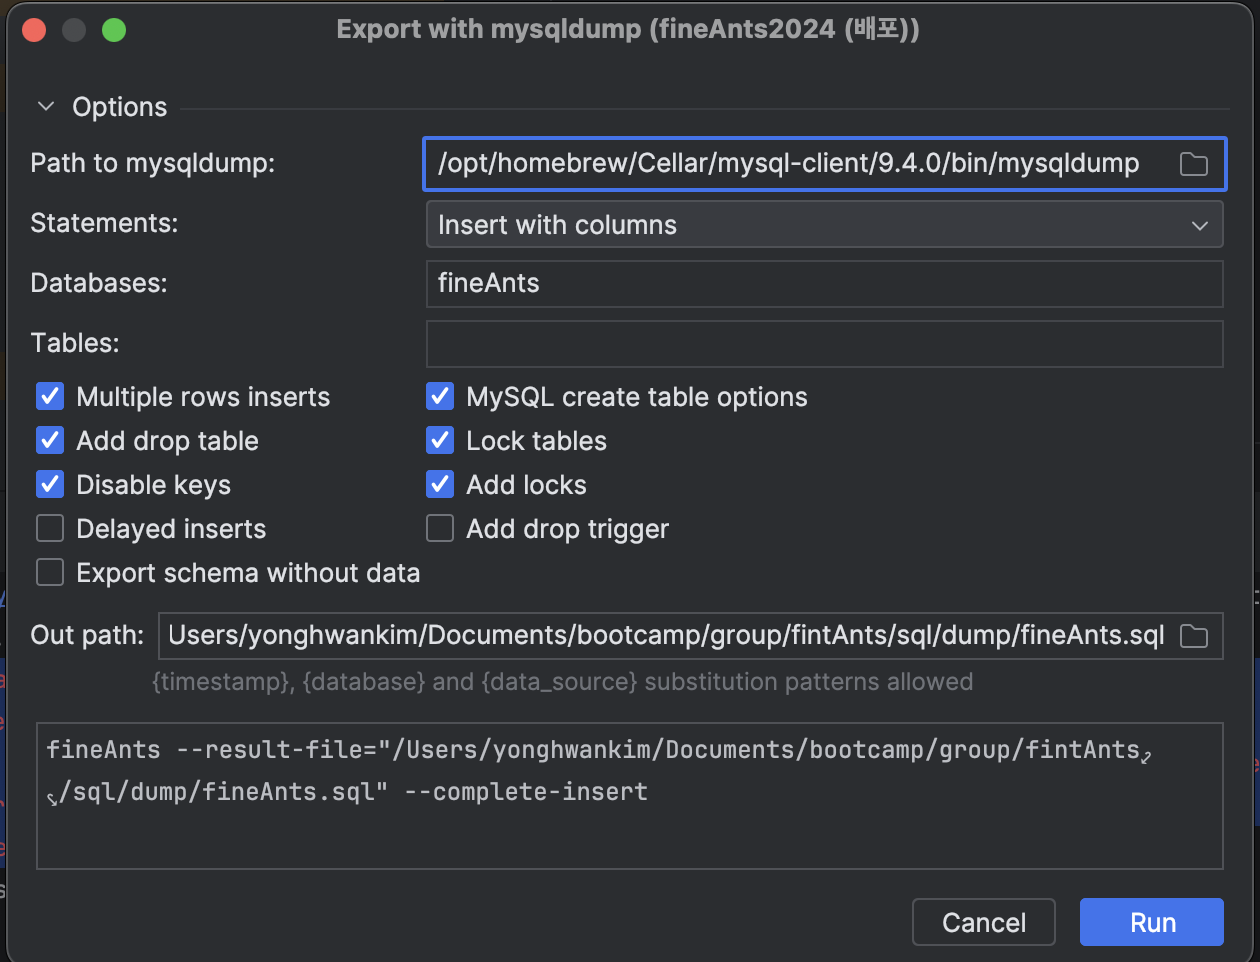 Export with mysqldump (fineAnts2024 (배포))
Options
Path to mysqldump: /opt/homebrew/Cellar/mysql-client/9.4.0/bin/mysqldump
Statements: Insert with columns
Databases: fineAnts
Tables:
Multiple rows inserts MySQL create table options
Add drop table Lock tables
Disable keys Add locks
Delayed inserts Add drop trigger
Export schema without data
Out path: Users/yonghwankim/Documents/bootcamp/group/fintAnts/sql/dump/fineAnts.sql
{timestamp}, {database} and {data_source} substitution patterns allowed
fineAnts --result-file="/Users/yonghwankim/Documents/bootcamp/group/fintAnts
/sql/dump/fineAnts.sql" --complete-insert
Cancel Run